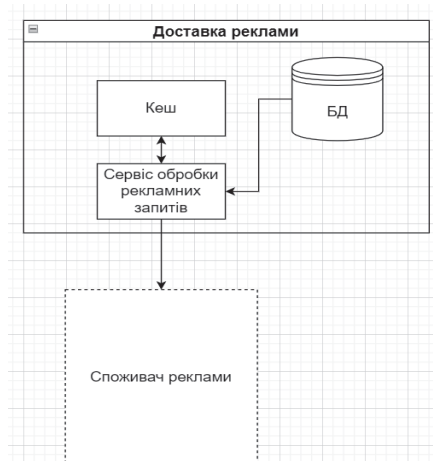 Доставка реклами
Кеш
БД
Сервіс обробки
рекламних
запитів
Споживач реклами